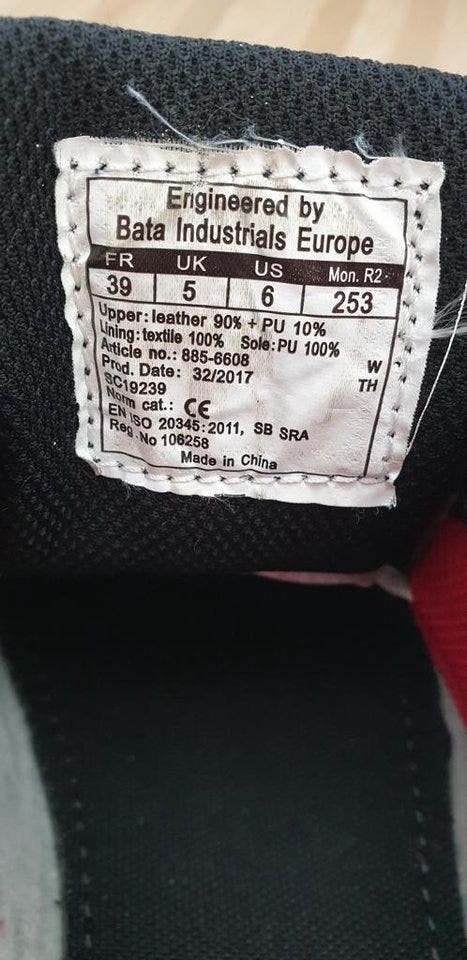 Engineered by
Bata Industrials Europe
FR UK US Mon. R2
39 5 6 253
Upper: leather 90% + PU 10%
Lining: textile 100% Sole: PU 100%
Article no.: 885-6608 W
Prod. Date: 32/2017 TH
SC19239
Norm cat.: CE
EN ISO 20345:2011, SB SRA
Reg. No 106258
Made in China